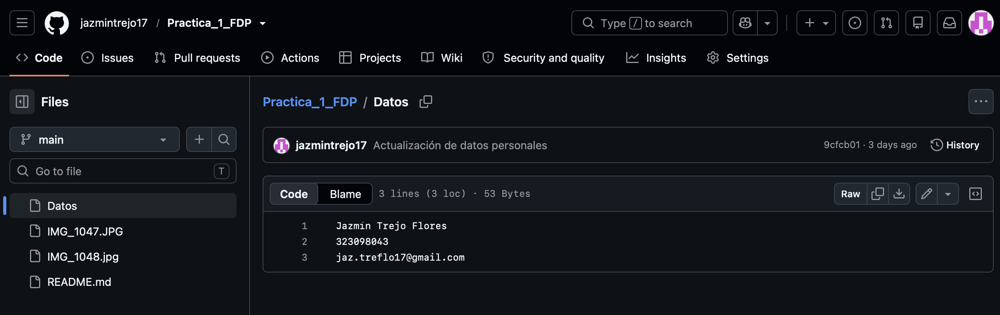 jazmintrejo17 / Practica_1_FDP
Type / to search
Code
Issues
Pull requests
Actions
Projects
Wiki
Security and quality
Insights
Settings
Files
main
Go to file
T
Datos
IMG_1047.JPG
IMG_1048.jpg
README.md
Practica_1_FDP / Datos
jazmintrejo17 Actualización de datos personales
9cfcb01 · 3 days ago
History
Code
Blame
3 lines (3 loc) · 53 Bytes
Raw
1 Jazmín Trejo Flores
2 323098043
3 jaz.treflo17@gmail.com